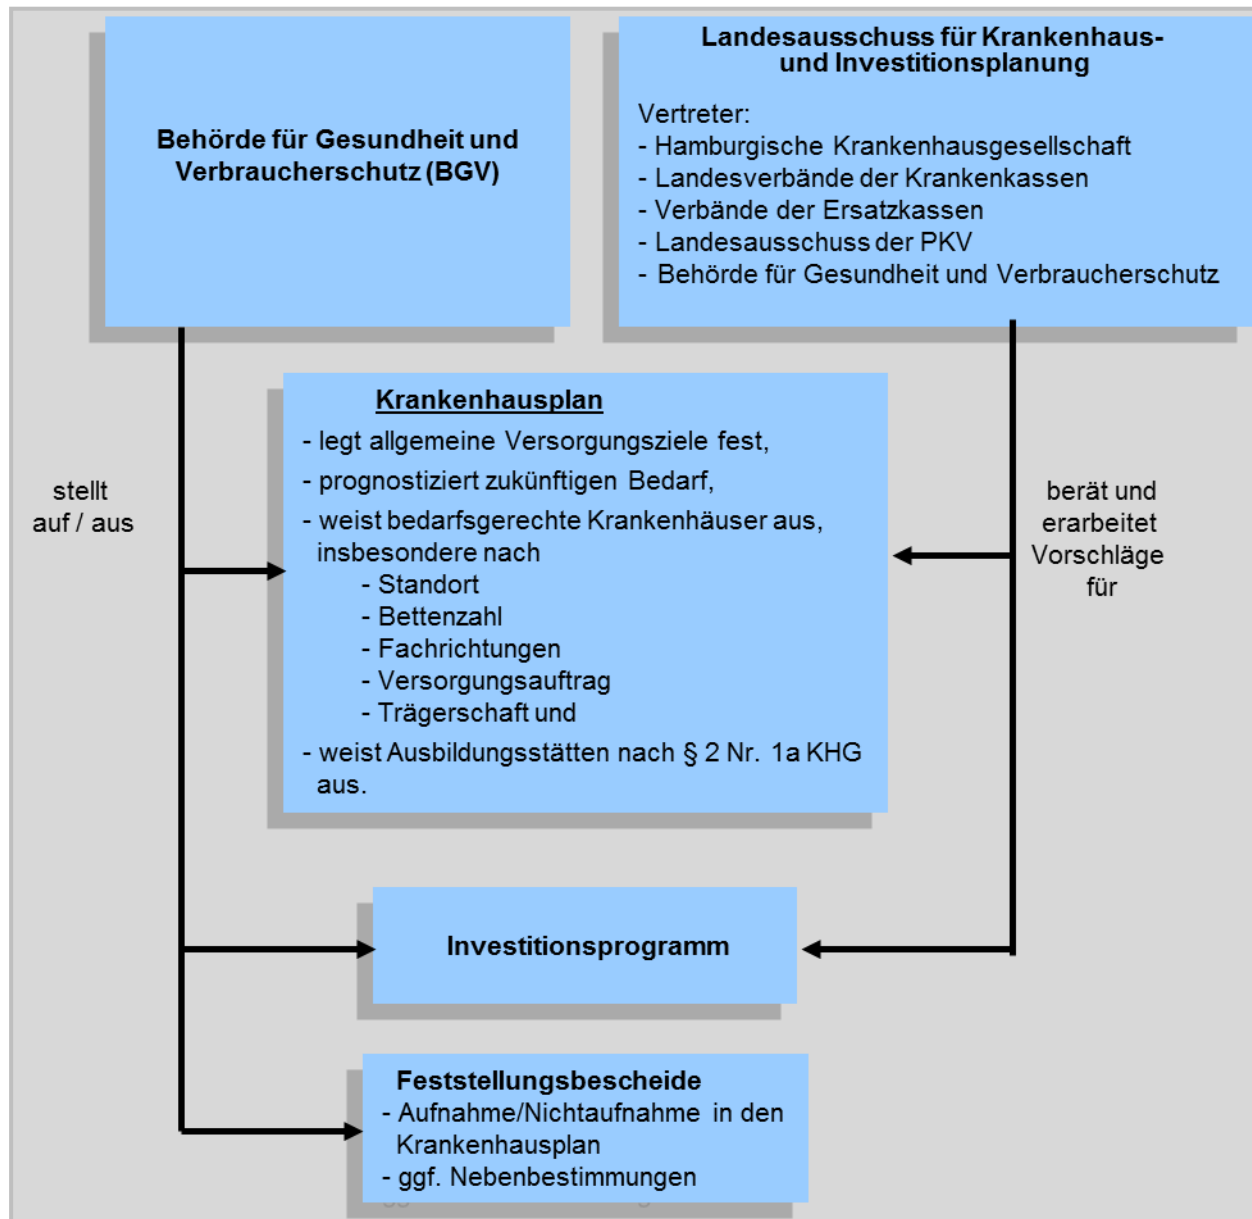 Behörde für Gesundheit und
Verbraucherschutz (BGV)
Landesausschuss für Krankenhaus-
und Investitionsplanung
Vertreter:
- Hamburgische Krankenhausgesellschaft
- Landesverbände der Krankenkassen
- Verbände der Ersatzkassen
- Landesausschuss der PKV
- Behörde für Gesundheit und Verbraucherschutz
stellt
auf / aus
Krankenhausplan
- legt allgemeine Versorgungsziele fest,
- prognostiziert zukünftigen Bedarf,
- weist bedarfsgerechte Krankenhäuser aus,
insbesondere nach
- Standort
- Bettenzahl
- Fachrichtungen
- Versorgungsauftrag
- Trägerschaft und
- weist Ausbildungsstätten nach § 2 Nr. 1a KHG
aus.
berät und
erarbeitet
Vorschläge
für
Investitionsprogramm
Feststellungsbescheide
- Aufnahme/Nichtaufnahme in den
Krankenhausplan
- ggf. Nebenbestimmungen